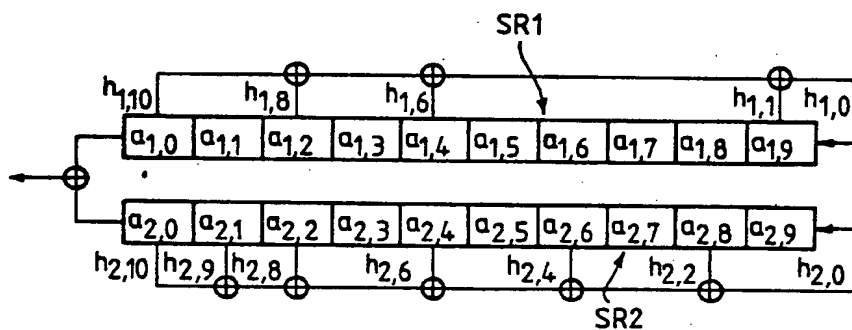 SR1
h1,10 h1,8 h1,6 h1,1 h1,0
a1,0 a1,1 a1,2 a1,3 a1,4 a1,5 a1,6 a1,7 a1,8 a1,9
a2,0 a2,1 a2,2 a2,3 a2,4 a2,5 a2,6 a2,7 a2,8 a2,9
h2,10 h2,9 h2,8 h2,6 h2,4 h2,2 h2,0
SR2